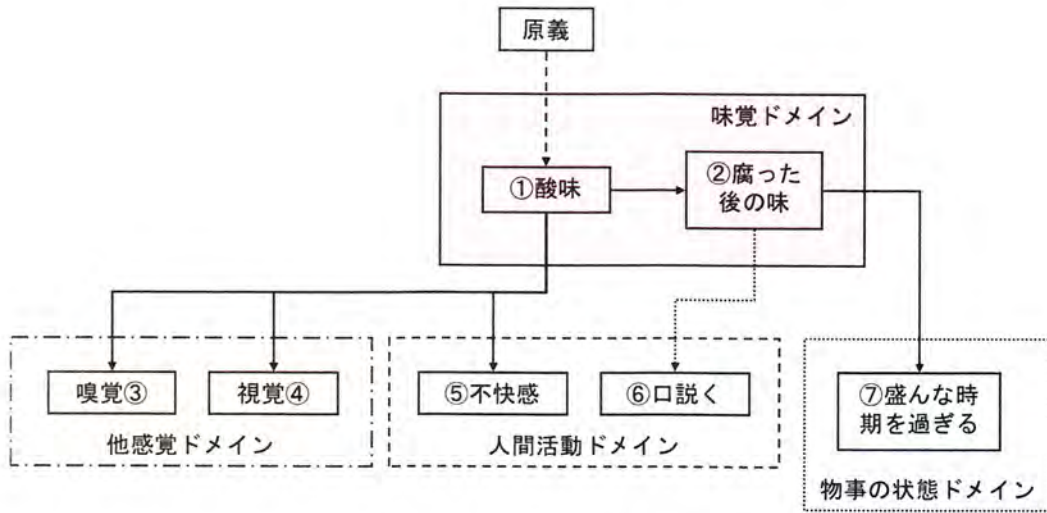 原義
味覚ドメイン
①酸味
②腐った
後の味
嗅覚③
視覚④
⑤不快感
⑥口説く
⑦盛んな時
期を過ぎる
他感覚ドメイン
人間活動ドメイン
物事の状態ドメイン